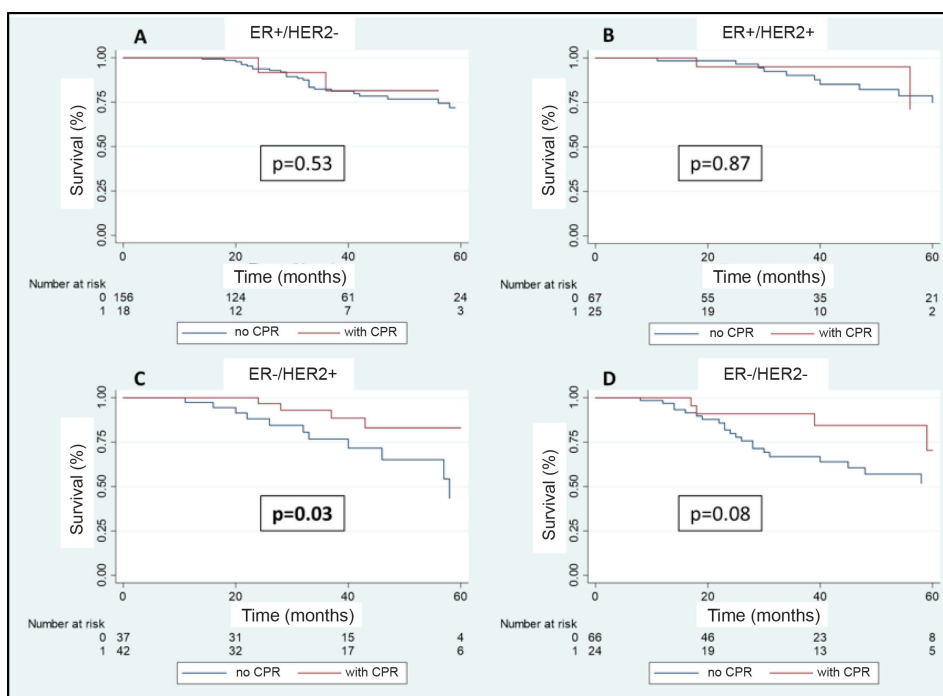 A ER+/HER2-
Survival (%)
1.00
0.75
0.50
0.25
0.00
p=0.53
0 20 40 60
Time (months)
Number at risk
0 156 124 61 24
1 18 12 7 3
no CPR with CPR
B ER+/HER2+
Survival (%)
1.00
0.75
0.50
0.25
0.00
p=0.87
0 20 40 60
Time (months)
Number at risk
0 67 55 35 21
1 25 19 10 2
no CPR with CPR
C ER-/HER2+
Survival (%)
1.00
0.75
0.50
0.25
0.00
p=0.03
0 20 40 60
Time (months)
Number at risk
0 37 31 15 4
1 42 32 17 6
no CPR with CPR
D ER-/HER2-
Survival (%)
1.00
0.75
0.50
0.25
0.00
p=0.08
0 20 40 60
Time (months)
Number at risk
0 66 46 23 8
1 24 19 13 5
no CPR with CPR